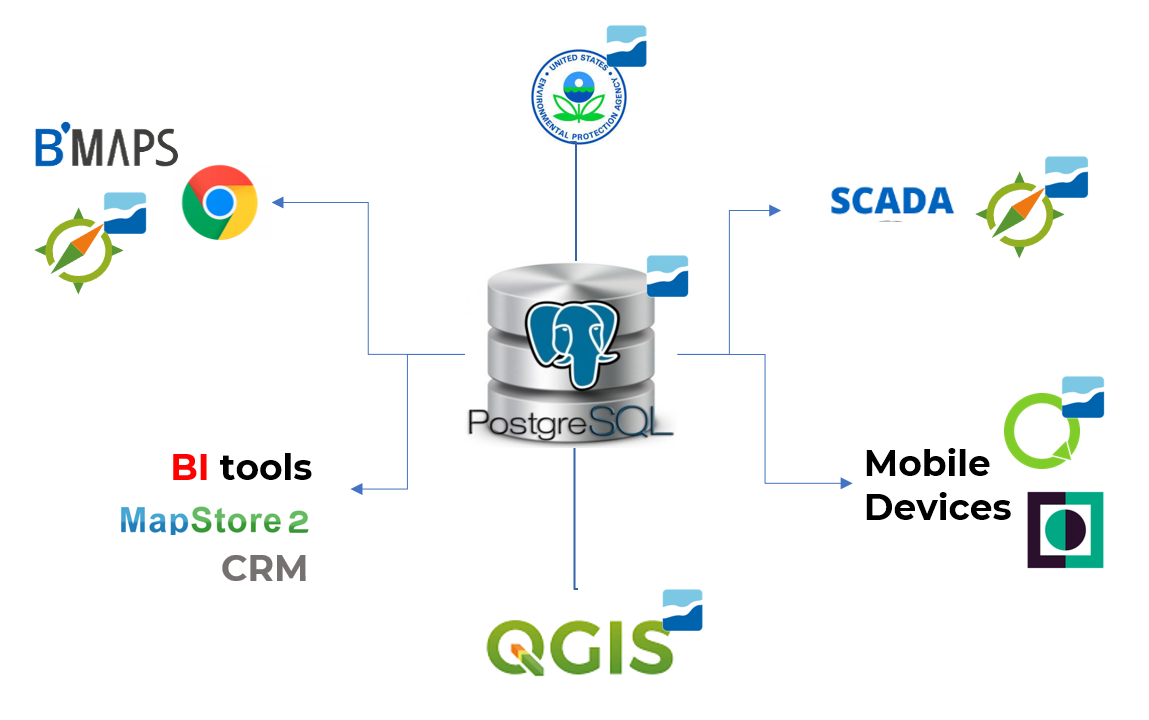 UNITED STATES
ENVIRONMENTAL PROTECTION AGENCY
B'MAPS
SCADA
PostgreSQL
BI tools
MapStore 2
CRM
Mobile
Devices
QGIS